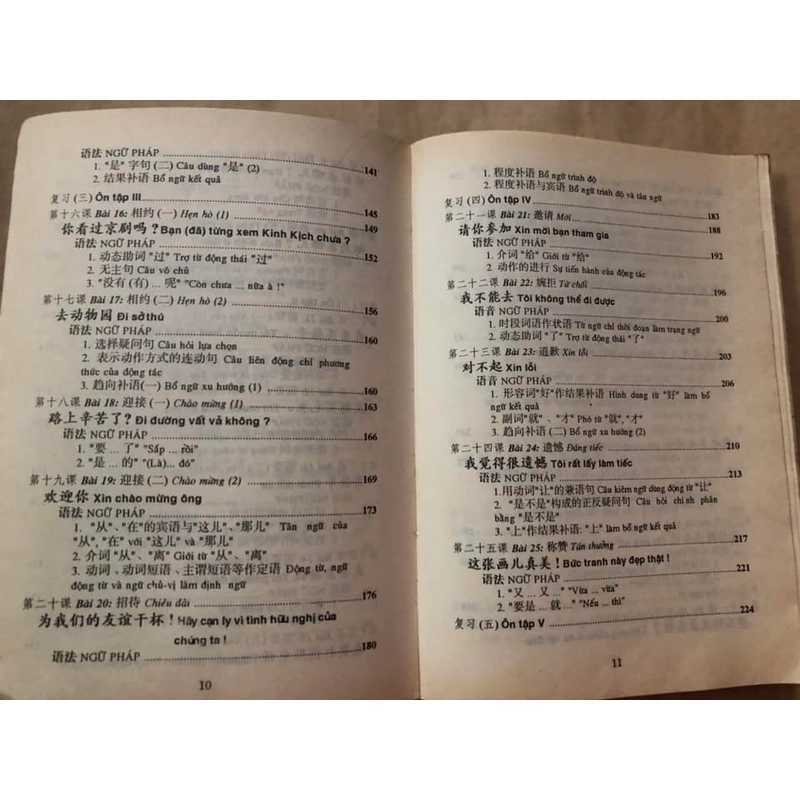 语法 NGỮ PHÁP ........ 141
1. "是" 字句 (二) Câu dùng "是" (2)
2. 结果补语 Bổ ngữ kết quả
复习 (三) Ôn tập III ........ 145
第十六课 Bài 16: 相约 (一) Hẹn hò (1) ........ 149
你看过京剧吗? Bạn (đã) từng xem Kinh Kịch chưa ?
语法 NGỮ PHÁP ........ 152
1. 动态助词 "过" Trợ từ động thái "过"
2. 无主句 Câu vô chủ
3. "没有 (有) ... 呢" "Còn chưa ... nữa à !"
第十七课 Bài 17: 相约 (二) Hẹn hò (2) ........ 156
去动物园 Đi sở thú
语法 NGỮ PHÁP ........ 160
1. 选择疑问句 Câu hỏi lựa chọn
2. 表示动作方式的连动句 Câu liên động chỉ phương
thức của động tác
3. 趋向补语(一) Bổ ngữ xu hướng (1) ........ 160
第十八课 Bài 18: 迎接 (一) Chào mừng (1) ........ 163
路上辛苦了? Đi đường vất vả không ?
语法 NGỮ PHÁP ........ 166
1. "要 ... 了" "Sắp ... rồi"
2. "是 ... 的" "(Là)... đó"
第十九课 Bài 19: 迎接 (二) Chào mừng (2) ........ 169
欢迎你 Xin chào mừng ông
语法 NGỮ PHÁP ........ 173
1. "从"、"在"的宾语与"这儿"、"那儿" Tân ngữ của
"从", "在" với "这儿" và "那儿"
2. 介词 "从"、"离" Giới từ "从"、"离"
3. 动词、动词短语、主谓短语等作定语 Động từ, ngữ
động từ và ngữ chủ-vị làm định ngữ
第二十课 Bài 20: 招待 Chiêu đãi ........ 176
为我们的友谊干杯! Hãy cạn ly vì tình hữu nghị của
chúng ta !
语法 NGỮ PHÁP ........ 180
10
1. 程度补语 Bổ ngữ trình độ
2. 程度补语与宾语 Bổ ngữ trình độ và tân ngữ
复习 (四) Ôn tập IV ........ 183
第二十一课 Bài 21: 邀请 Mời ........ 188
请你参加 Xin mời bạn tham gia
语法 NGỮ PHÁP ........ 192
1. 介词 "给" Giới từ "给"
2. 动作的进行 Sự tiến hành của động tác
第二十二课 Bài 22: 婉拒 Từ chối ........ 196
我不能去 Tôi không thể đi được
语音 NGỮ PHÁP ........ 200
1. 时段词语作状语 Từ ngữ chỉ thời đoạn làm trạng ngữ
2. 动态助词 "了" Trợ từ động thái "了"
第二十三课 Bài 23: 道歉 Xin lỗi ........ 203
对不起 Xin lỗi
语音 NGỮ PHÁP ........ 206
1. 形容词"好"作结果补语 Hình dung từ "好" làm bổ
ngữ kết quả
2. 副词"就"、"才" Phó từ "就", "才"
3. 趋向补语 (二) Bổ ngữ xu hướng (2)
第二十四课 Bài 24: 遗憾 Đáng tiếc ........ 210
我觉得很遗憾 Tôi rất lấy làm tiếc
语法 NGỮ PHÁP ........ 213
1. 用动词"让"的兼语句 Câu kiêm ngữ dùng động từ "让"
2. 是不是"构成的正反疑问句 Câu hỏi chính phản
bằng "是不是"
3. "上"作结果补语: "上" làm bổ ngữ kết quả
第二十五课 Bài 25: 称赞 Tán thưởng ........ 217
这张画儿真美! Bức tranh này đẹp thật !
语法 NGỮ PHÁP ........ 221
1. "又 ... 又 ..." "Vừa ... vừa"
2. "要是 ... 就 ..." "Nếu ... thì"
复习 (五) Ôn tập V ........ 224
11